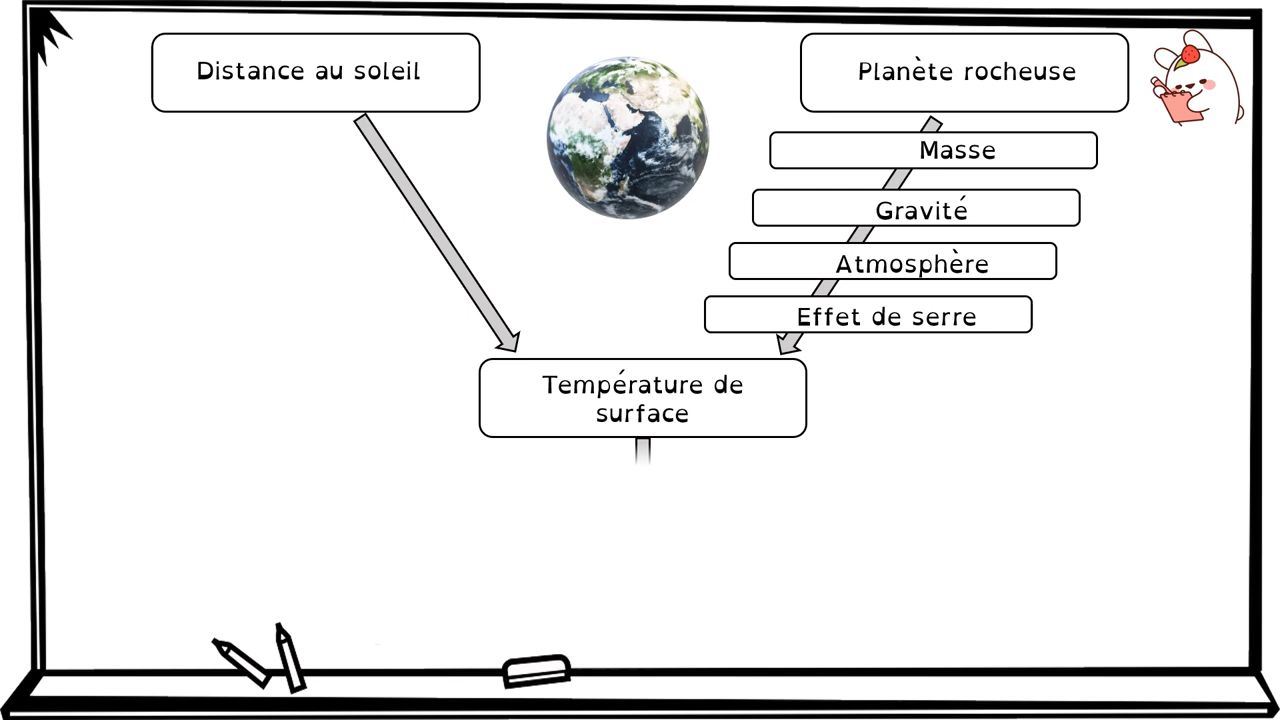 Distance au soleil
Planète rocheuse
Masse
Gravité
Atmosphère
Effet de serre
Température de
surface